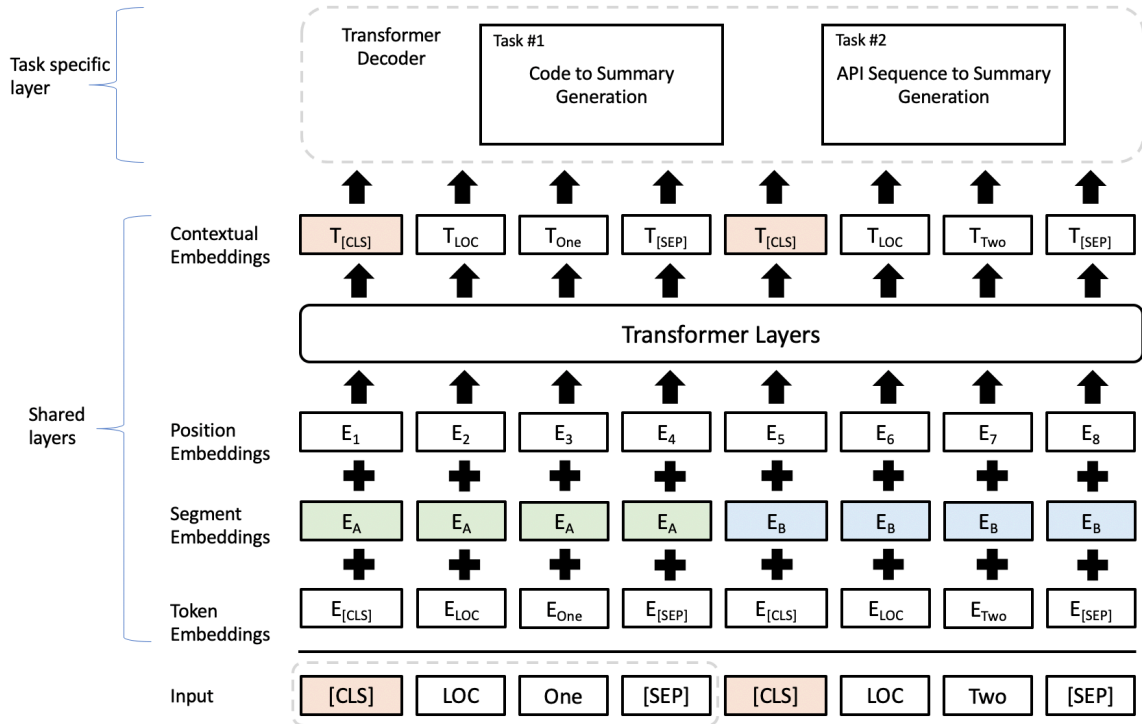 Task specific
layer
Transformer
Decoder
Task #1
Code to Summary
Generation
Task #2
API Sequence to Summary
Generation
Contextual
Embeddings
T[CLS] TLOC TOne T[SEP] T[CLS] TLOC TTwo T[SEP]
Transformer Layers
Shared
layers
Position
Embeddings
E1 E2 E3 E4 E5 E6 E7 E8
Segment
Embeddings
EA EA EA EA EB EB EB EB
Token
Embeddings
E[CLS] ELOC EOne E[SEP] E[CLS] ELOC ETwo E[SEP]
Input
[CLS] LOC One [SEP] [CLS] LOC Two [SEP]